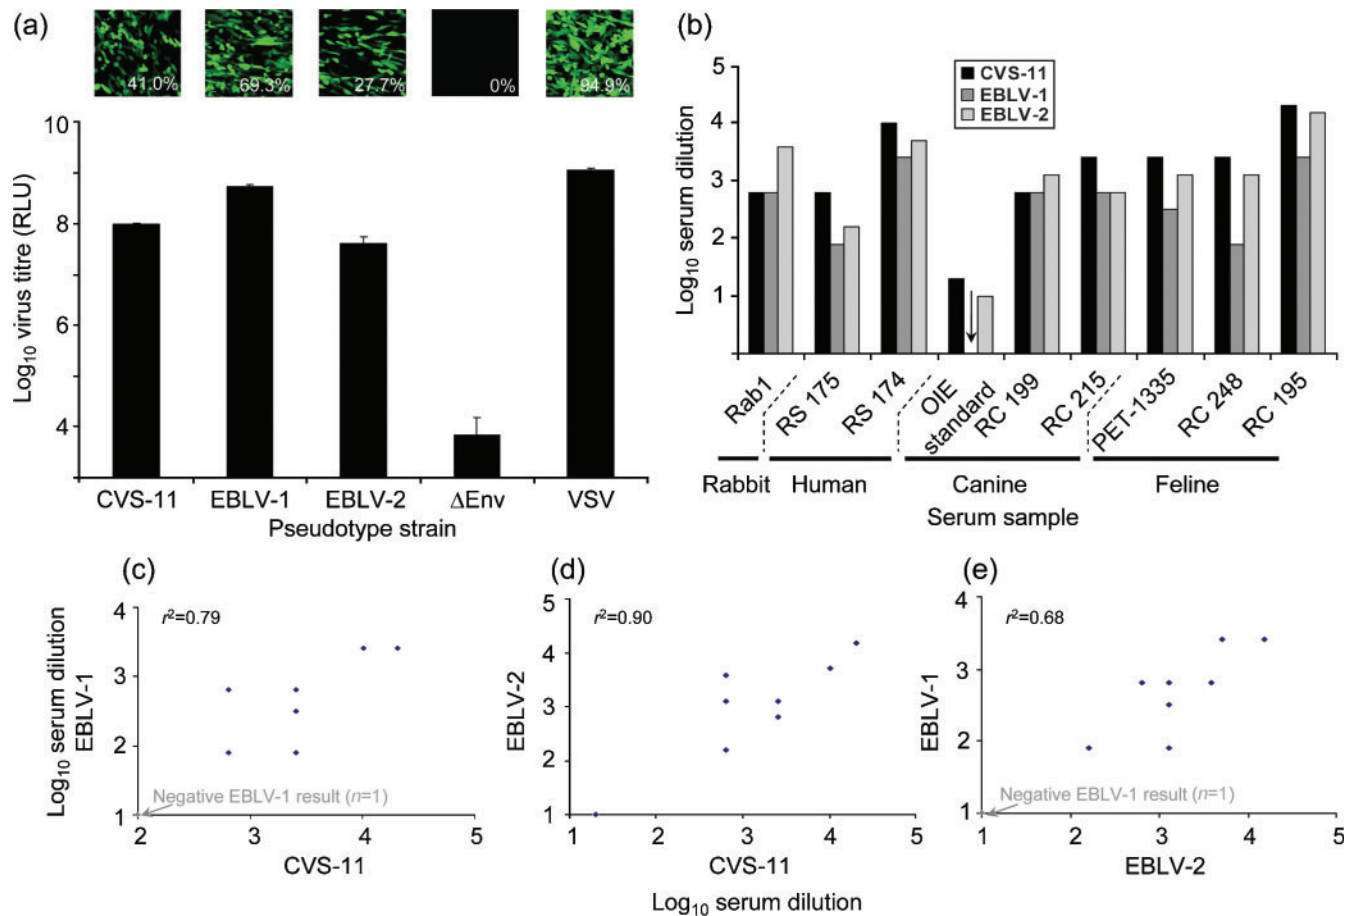 (a)
41.0%
69.3%
27.7%
0%
94.9%
Log10 virus titre (RLU)
10
8
6
4
CVS-11
EBLV-1
EBLV-2
ΔEnv
VSV
Pseudotype strain
(b)
CVS-11
EBLV-1
EBLV-2
Log10 serum dilution
5
4
3
2
1
Rab1
RS 175
RS 174
OIE
standard
RC 199
RC 215
PET-1335
RC 248
RC 195
Rabbit
Human
Canine
Feline
Serum sample
(c)
r²=0.79
Log10 serum dilution
EBLV-1
4
3
2
1
Negative EBLV-1 result (n=1)
2
3
4
5
CVS-11
(d)
r²=0.90
EBLV-2
5
4
3
2
1
1
2
3
4
5
CVS-11
Log10 serum dilution
(e)
r²=0.68
EBLV-1
4
3
2
1
Negative EBLV-1 result (n=1)
1
2
3
4
5
EBLV-2